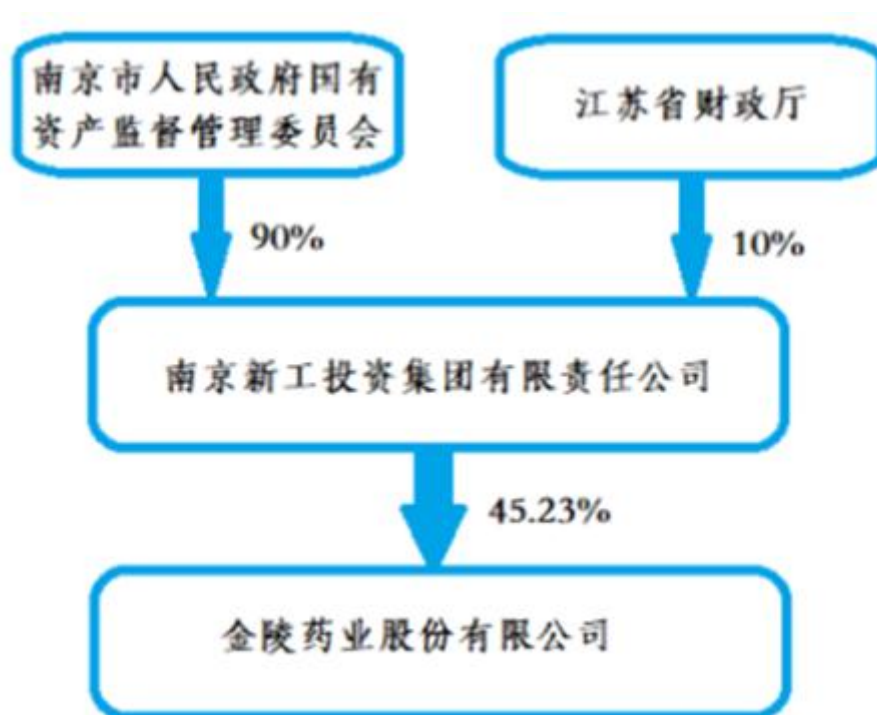 南京市人民政府国有
资产监督管理委员会
江苏省财政厅
90%
10%
南京新工投资集团有限责任公司
45.23%
金陵药业股份有限公司